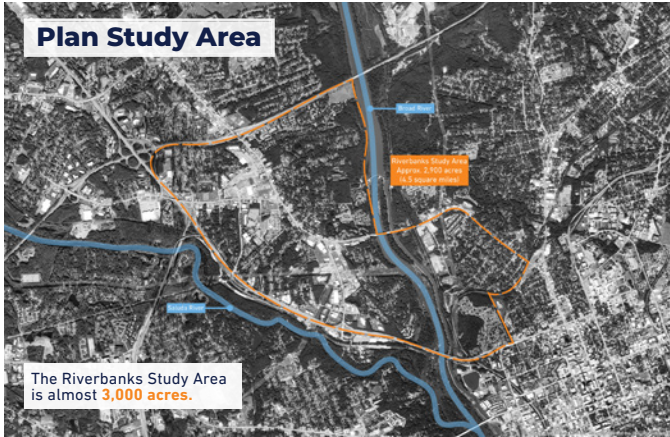 Plan Study Area
Broad River
Riverbanks Study Area
Approx. 2,900 acres
(4.5 square miles)
Saluda River
The Riverbanks Study Area
is almost 3,000 acres.